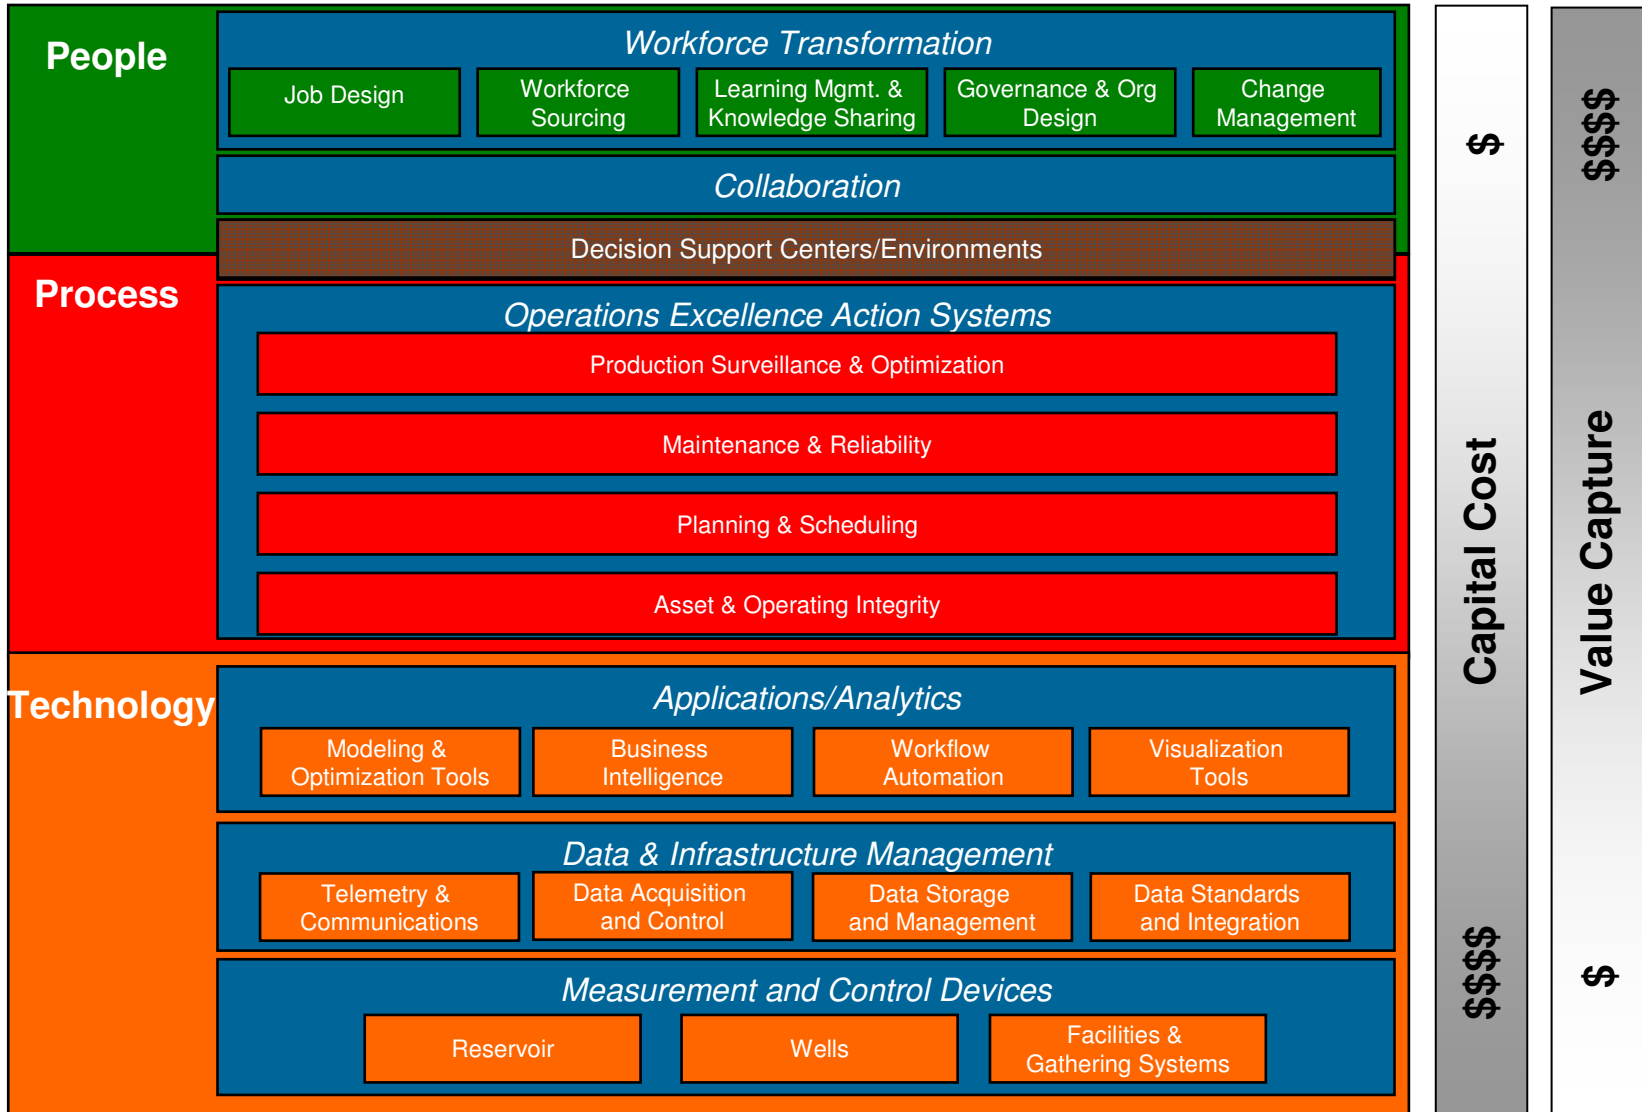 People
Workforce Transformation
Job Design
Workforce
Sourcing
Learning Mgmt. &
Knowledge Sharing
Governance & Org
Design
Change
Management
Collaboration
Decision Support Centers/Environments
Process
Operations Excellence Action Systems
Production Surveillance & Optimization
Maintenance & Reliability
Planning & Scheduling
Asset & Operating Integrity
Technology
Applications/Analytics
Modeling &
Optimization Tools
Business
Intelligence
Workflow
Automation
Visualization
Tools
Data & Infrastructure Management
Telemetry &
Communications
Data Acquisition
and Control
Data Storage
and Management
Data Standards
and Integration
Measurement and Control Devices
Reservoir
Wells
Facilities &
Gathering Systems
$
Capital Cost
$$$$
$$$$
Value Capture
$